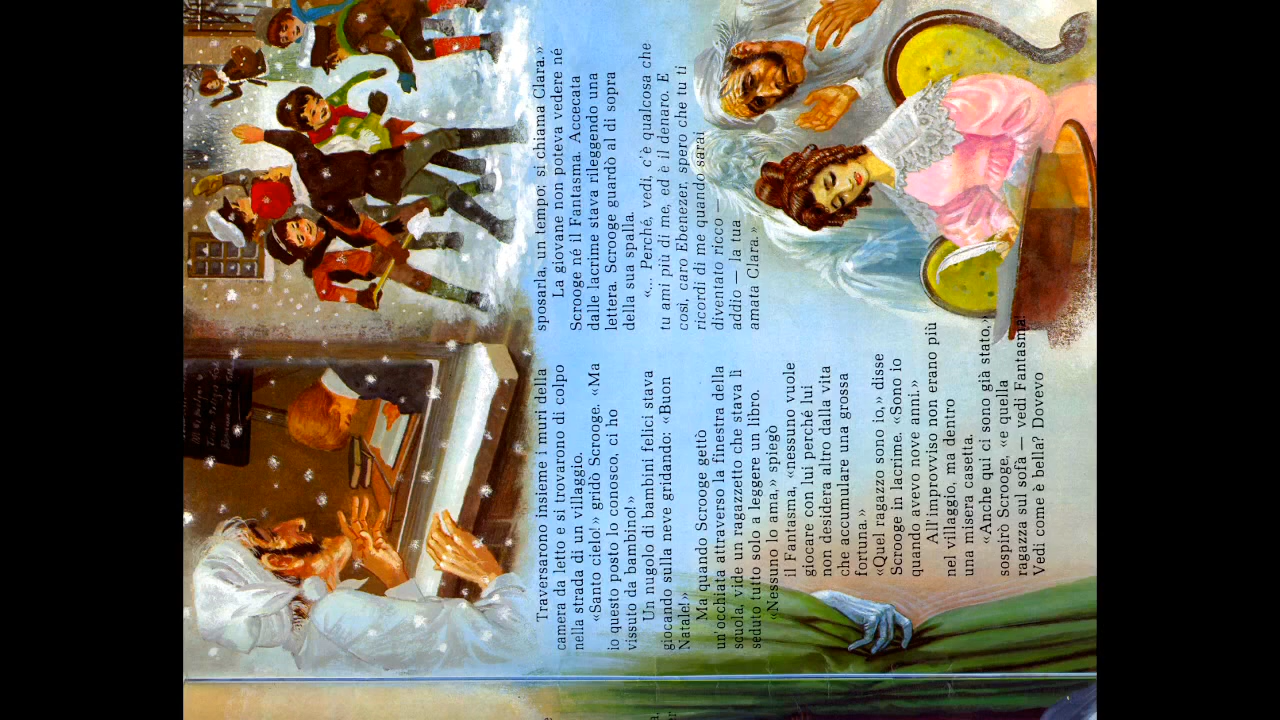 Traversarono insieme i muri della
camera da letto e si trovarono di colpo
nella strada di un villaggio.
«Santo cielo!» gridò Scrooge. «Ma
io questo posto lo conosco, ci ho
vissuto da bambino!»
Un nugolo di bambini felici stava
giocando sulla neve gridando: «Buon
Natale!»
Ma quando Scrooge gettò
un'occhiata attraverso la finestra della
scuola, vide un ragazzetto che stava lì
seduto tutto solo a leggere un libro.
«Nessuno lo ama,» spiegò
il Fantasma, «nessuno vuole
giocare con lui perché lui
non desidera altro dalla vita
che accumulare una grossa
fortuna.»
«Quel ragazzo sono io,» disse
Scrooge in lacrime. «Sono io
quando avevo nove anni.»
All'improvviso non erano più
nel villaggio, ma dentro
una misera casetta.
«Anche qui ci sono già stato,»
sospirò Scrooge, «e quella
ragazza sul sofà — vedi Fantasma!
Vedi come è bella? Dovevo
sposarla, un tempo; si chiama Clara.»
La giovane non poteva vedere né
Scrooge né il Fantasma. Accecata
dalle lacrime stava rileggendo una
lettera. Scrooge guardò al di sopra
della sua spalla.
«... Perché, vedi, c'è qualcosa che
tu ami più di me, ed è il denaro. E
così, caro Ebenezer, spero che tu ti
ricordi di me quando sarai
diventato ricco —
addio — la tua
amata Clara.»